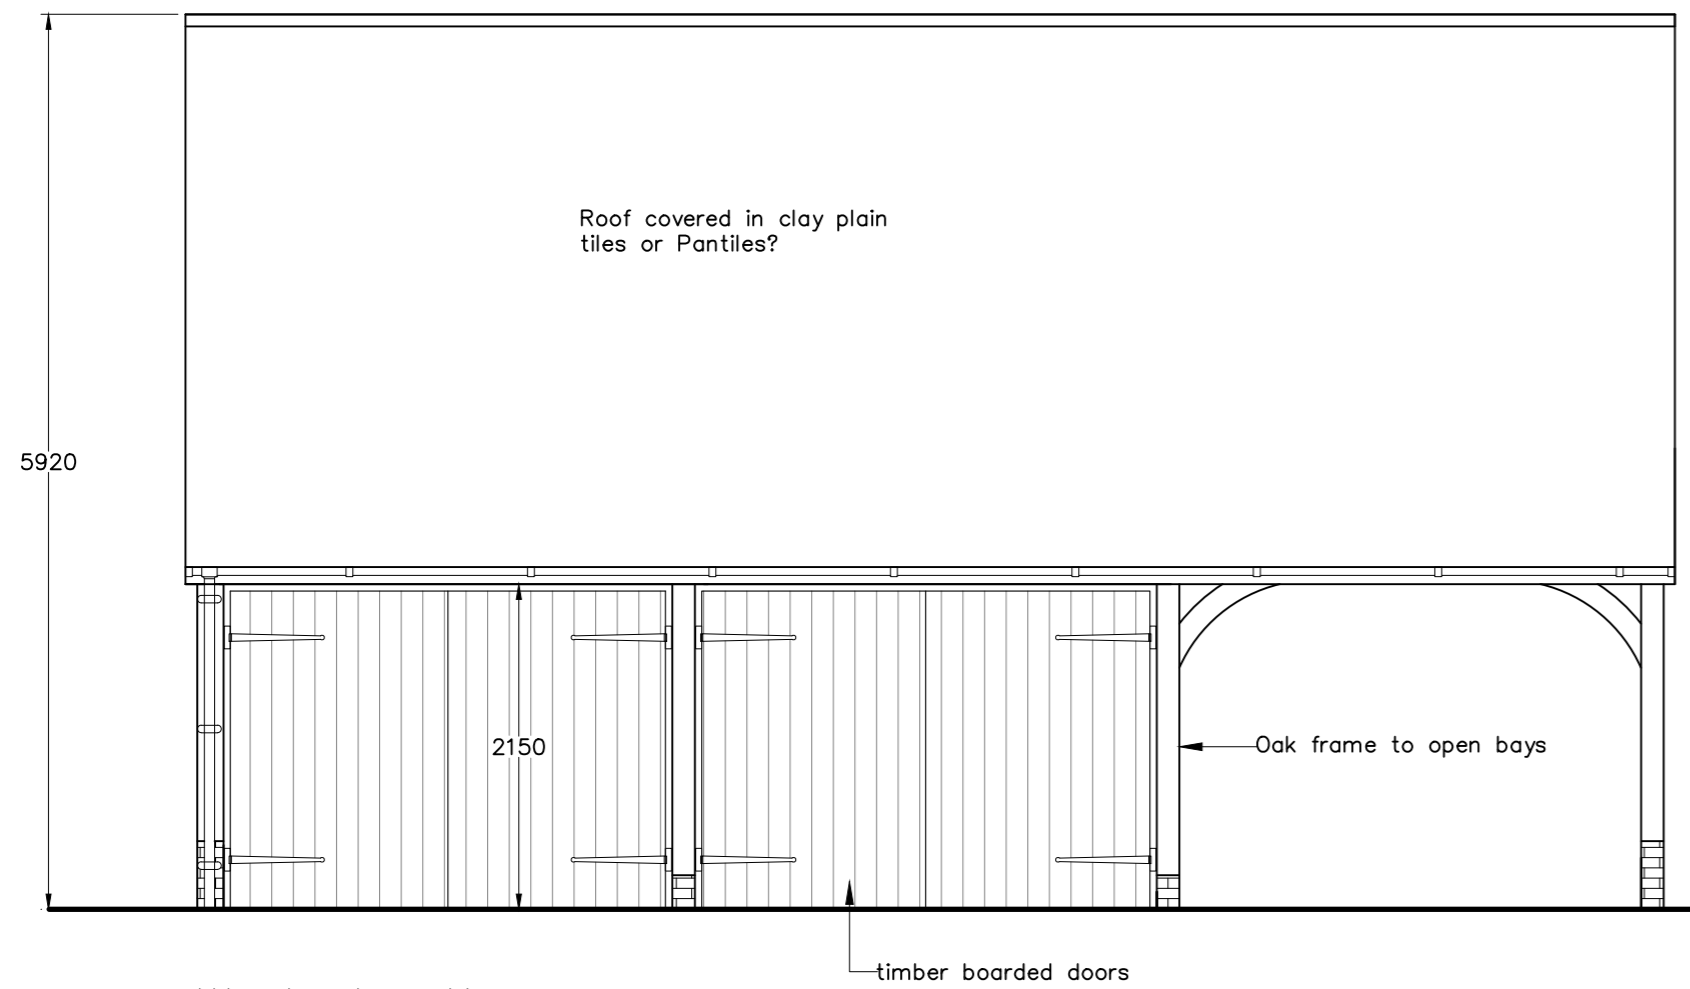 Roof covered in clay plain
tiles or Pantiles?
5920
2150
Oak frame to open bays
timber boarded doors